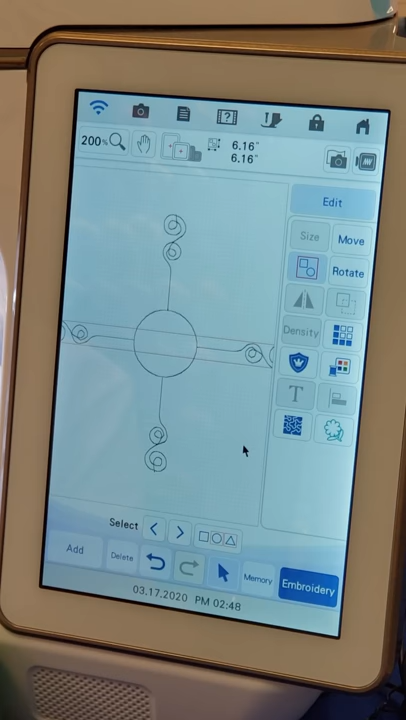 200%
6.16"
6.16"
Edit
Size Move
Rotate
Density
T
Select
Add Delete Memory Embroidery
03.17.2020 PM 02:48